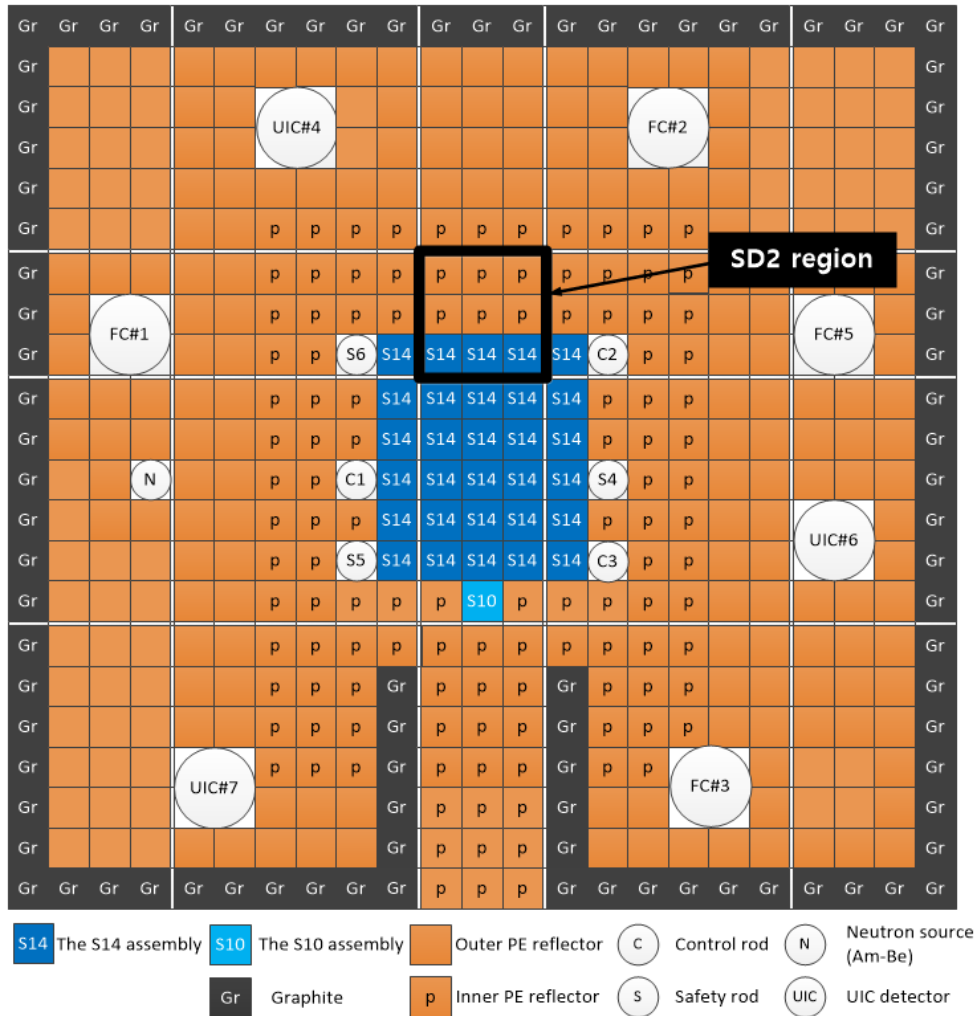 Gr Gr Gr Gr Gr Gr Gr Gr Gr Gr Gr Gr Gr Gr Gr Gr Gr Gr Gr Gr Gr Gr Gr
Gr Gr
Gr Gr
UIC#4 FC#2
Gr Gr
Gr Gr
Gr p p p p p p p p p p p Gr
SD2 region
Gr p p p p p p p p p p p Gr
Gr p p p p p p p p p p p Gr
FC#1 FC#5
Gr p p S6 S14 S14 S14 S14 S14 C2 p p Gr
Gr p p p S14 S14 S14 S14 S14 p p p Gr
Gr p p p S14 S14 S14 S14 S14 p p p Gr
Gr N p p C1 S14 S14 S14 S14 S14 S4 p p Gr
Gr p p p S14 S14 S14 S14 S14 p p p Gr
UIC#6
Gr p p S5 S14 S14 S14 S14 S14 C3 p p Gr
Gr p p p p p S10 p p p p p Gr
Gr p p p p p p p p p p p Gr
Gr p p p Gr p p p Gr p p p Gr
Gr p p p Gr p p p Gr p p p Gr
Gr p p p Gr p p p Gr p p Gr
UIC#7 FC#3
Gr Gr p p p Gr Gr
Gr Gr p p p Gr Gr
Gr Gr Gr Gr Gr Gr Gr Gr Gr Gr p p p Gr Gr Gr Gr Gr Gr Gr Gr Gr Gr
S14 The S14 assembly S10 The S10 assembly Outer PE reflector C Control rod N Neutron source
(Am-Be)
Gr Graphite p Inner PE reflector S Safety rod UIC UIC detector